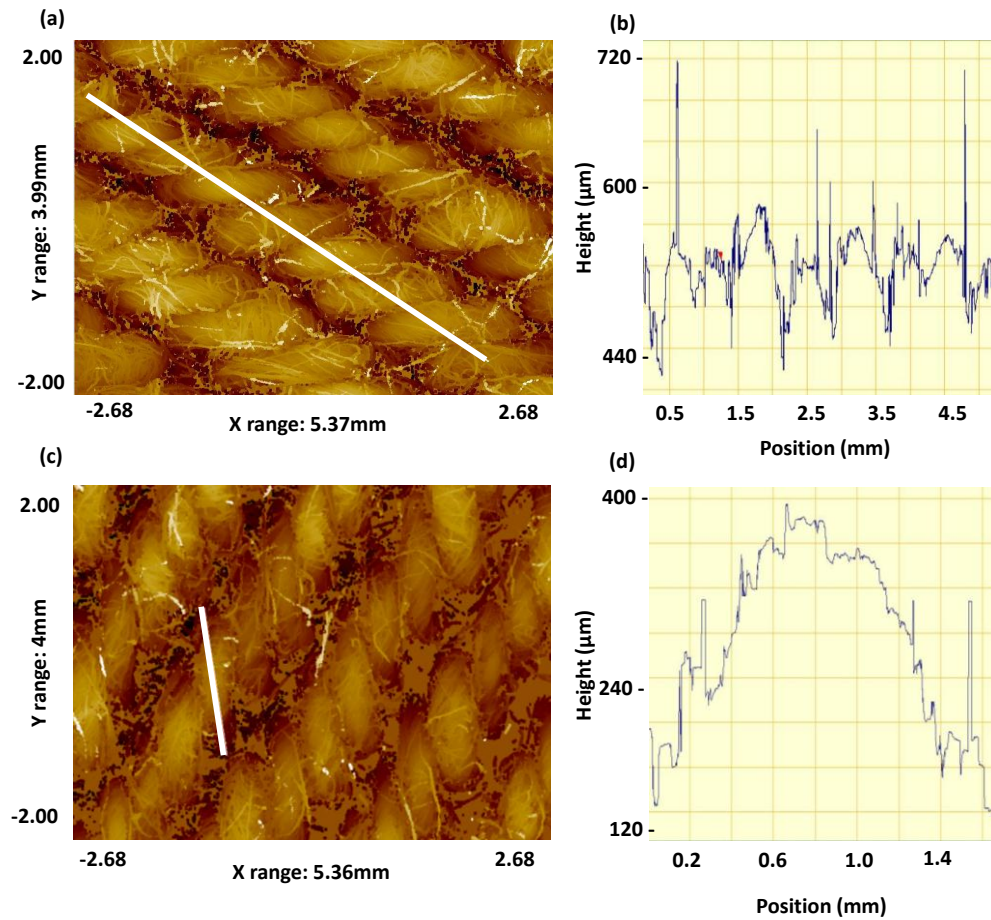 (a)
2.00
Y range: 3.99mm
-2.00
-2.68
2.68
X range: 5.37mm
(b)
720 -
600 -
440 -
Height (µm)
0.5 1.5 2.5 3.5 4.5
Position (mm)
(c)
2.00
Y range: 4mm
-2.00
-2.68
2.68
X range: 5.36mm
(d)
400 -
240 -
120 -
Height (µm)
0.2 0.6 1.0 1.4
Position (mm)